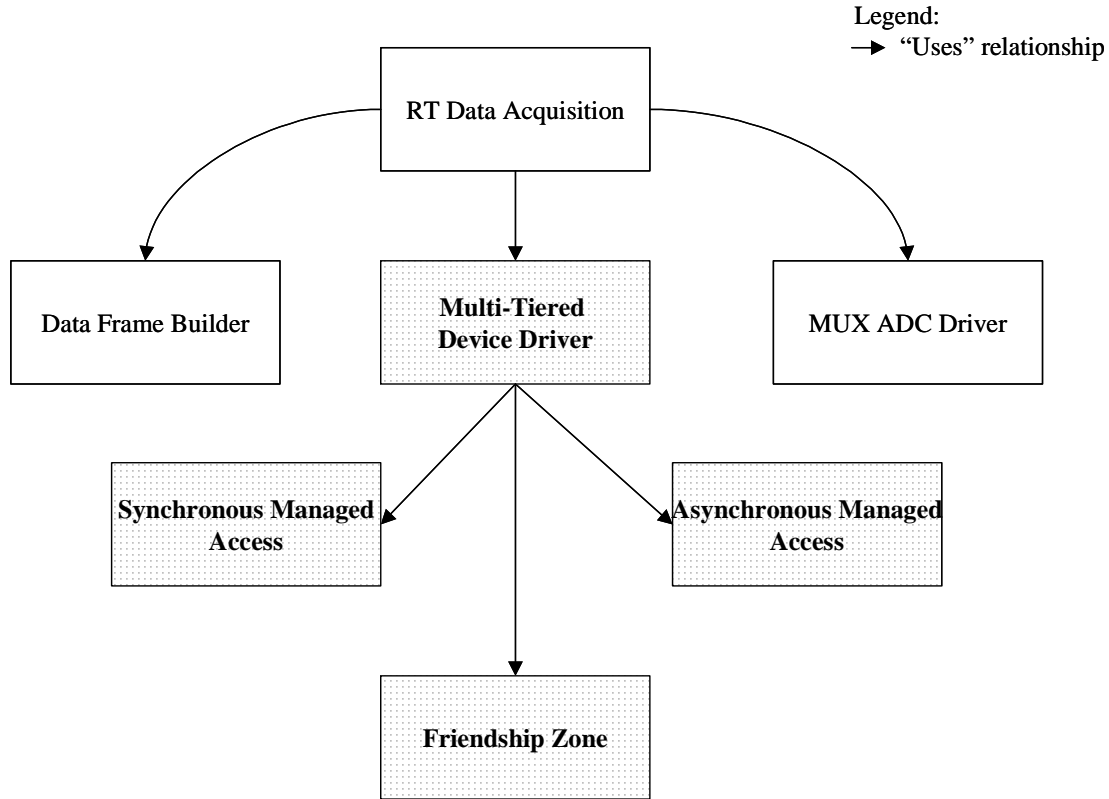 Legend:
“Uses” relationship
RT Data Acquisition
Data Frame Builder
Multi-Tiered
Device Driver
MUX ADC Driver
Synchronous Managed
Access
Asynchronous Managed
Access
Friendship Zone